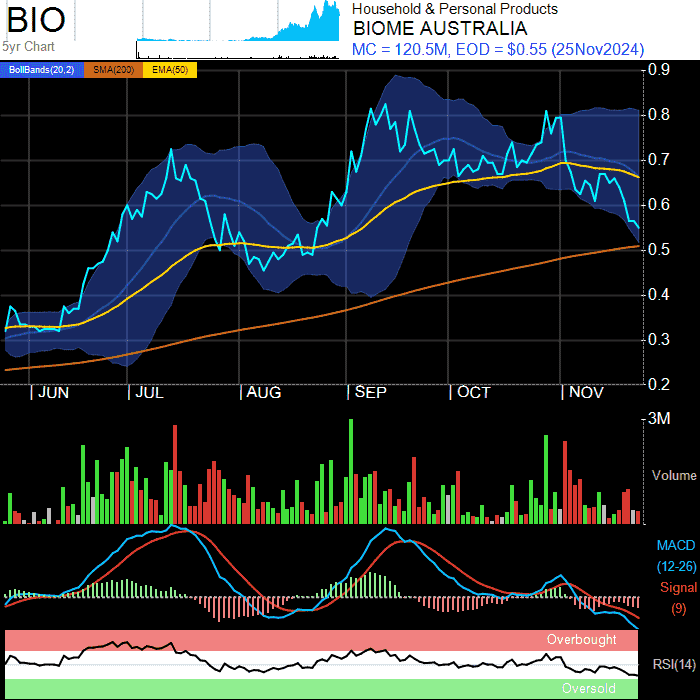 BIO
5yr Chart
Household & Personal Products
BIOME AUSTRALIA
MC = 120.5M, EOD = $0.55 (25Nov2024)
BollBands(20,2) SMA(200) EMA(50)
0.9
0.8
0.7
0.6
0.5
0.4
0.3
0.2
| JUN | JUL | AUG | SEP | OCT | NOV
3M
Volume
MACD
(12-26)
Signal
(9)
Overbought
RSI(14)
Oversold